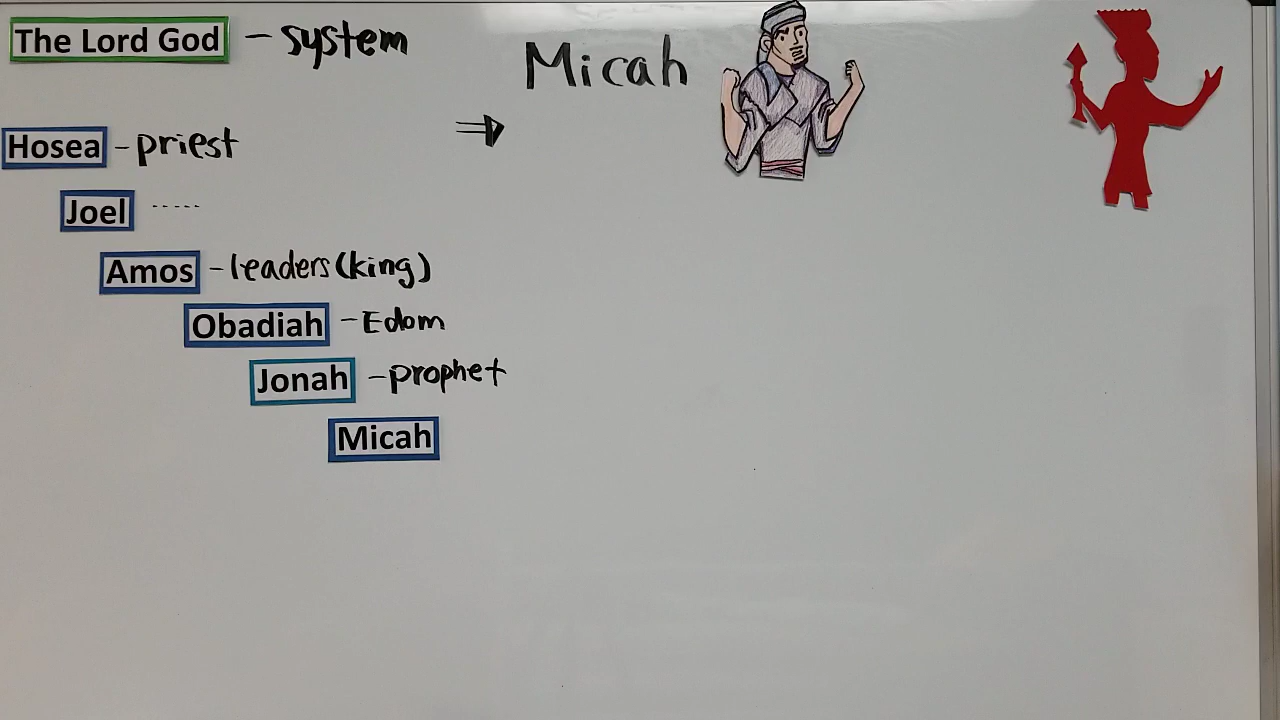 The Lord God - system
Hosea - priest
Joel -----
Amos - leaders (king)
Obadiah - Edom
Jonah - prophet
Micah
⇒ Micah